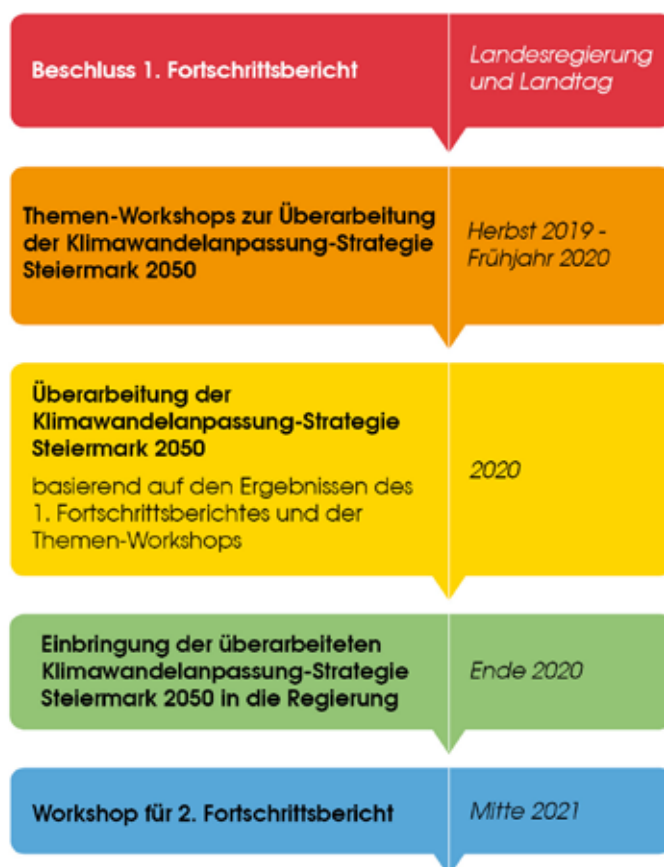 Beschluss 1. Fortschrittsbericht
Landesregierung
und Landtag
Themen-Workshops zur Überarbeitung
der Klimawandelanpassung-Strategie
Steiermark 2050
Herbst 2019 -
Frühjahr 2020
Überarbeitung der
Klimawandelanpassung-Strategie
Steiermark 2050
basierend auf den Ergebnissen des
1. Fortschrittsberichtes und der
Themen-Workshops
2020
Einbringung der überarbeiteten
Klimawandelanpassung-Strategie
Steiermark 2050 in die Regierung
Ende 2020
Workshop für 2. Fortschrittsbericht
Mitte 2021